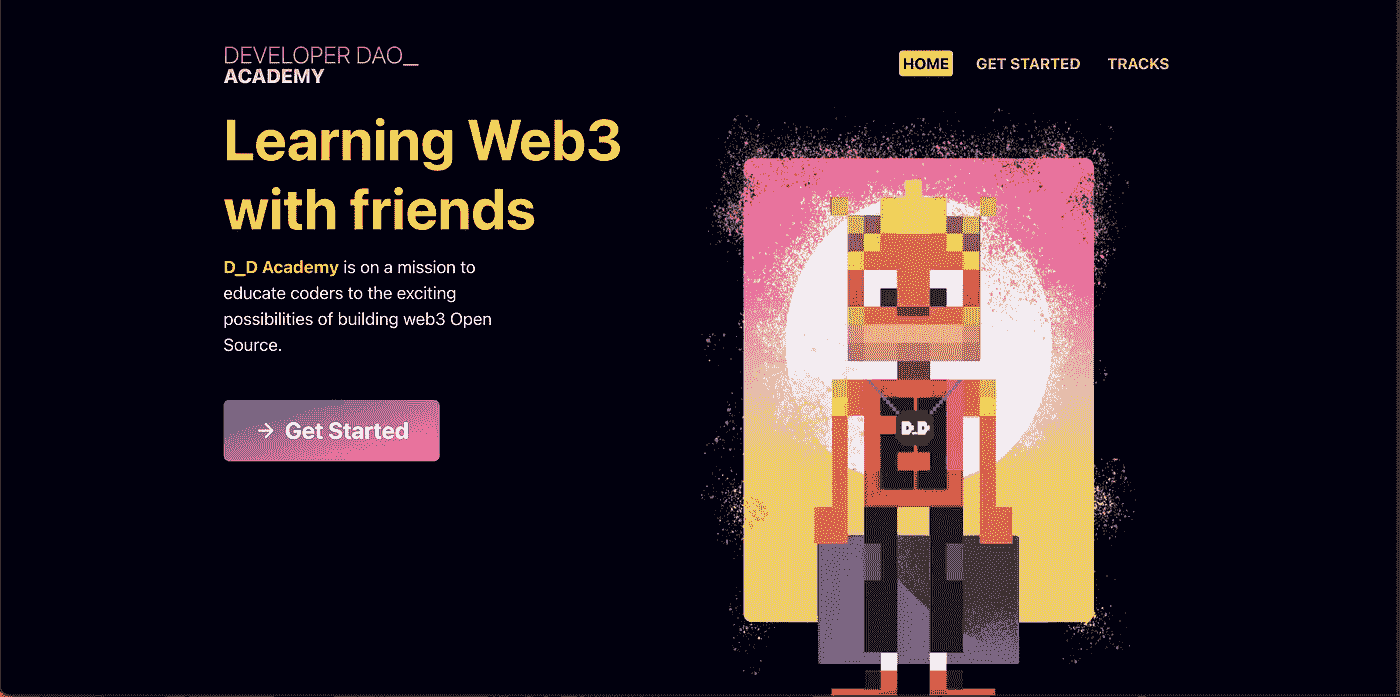 DEVELOPER DAO_
ACADEMY
HOME
GET STARTED
TRACKS
Learning Web3
with friends
D_D Academy is on a mission to
educate coders to the exciting
possibilities of building web3 Open
Source.
→ Get Started
D_D